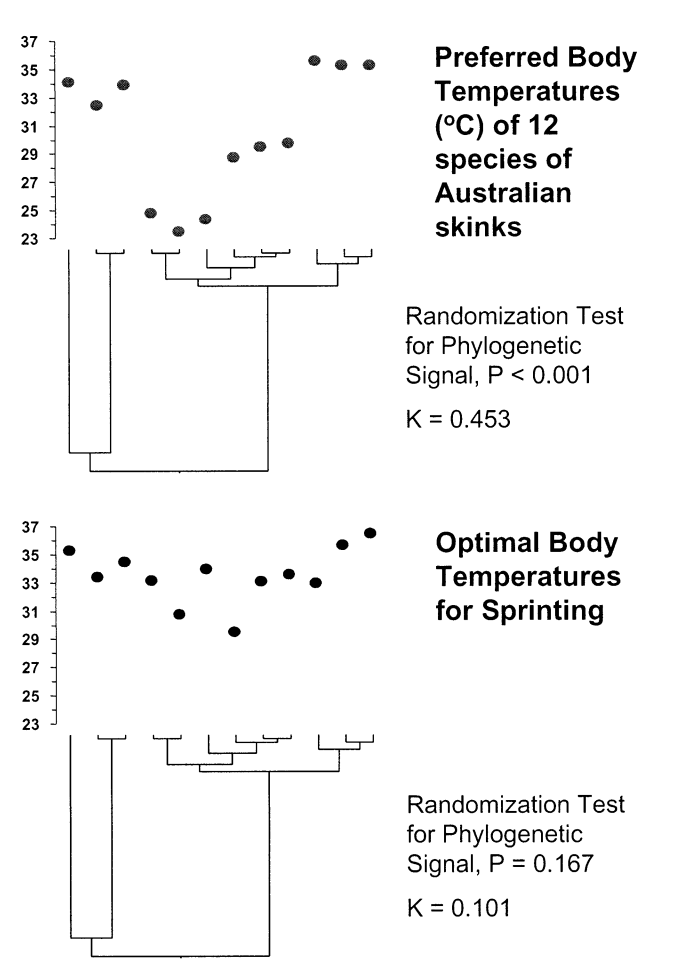 37
35
33
31
29
27
25
23
Preferred Body
Temperatures
(ºC) of 12
species of
Australian
skinks
Randomization Test
for Phylogenetic
Signal, P < 0.001
K = 0.453
37
35
33
31
29
27
25
23
Optimal Body
Temperatures
for Sprinting
Randomization Test
for Phylogenetic
Signal, P = 0.167
K = 0.101